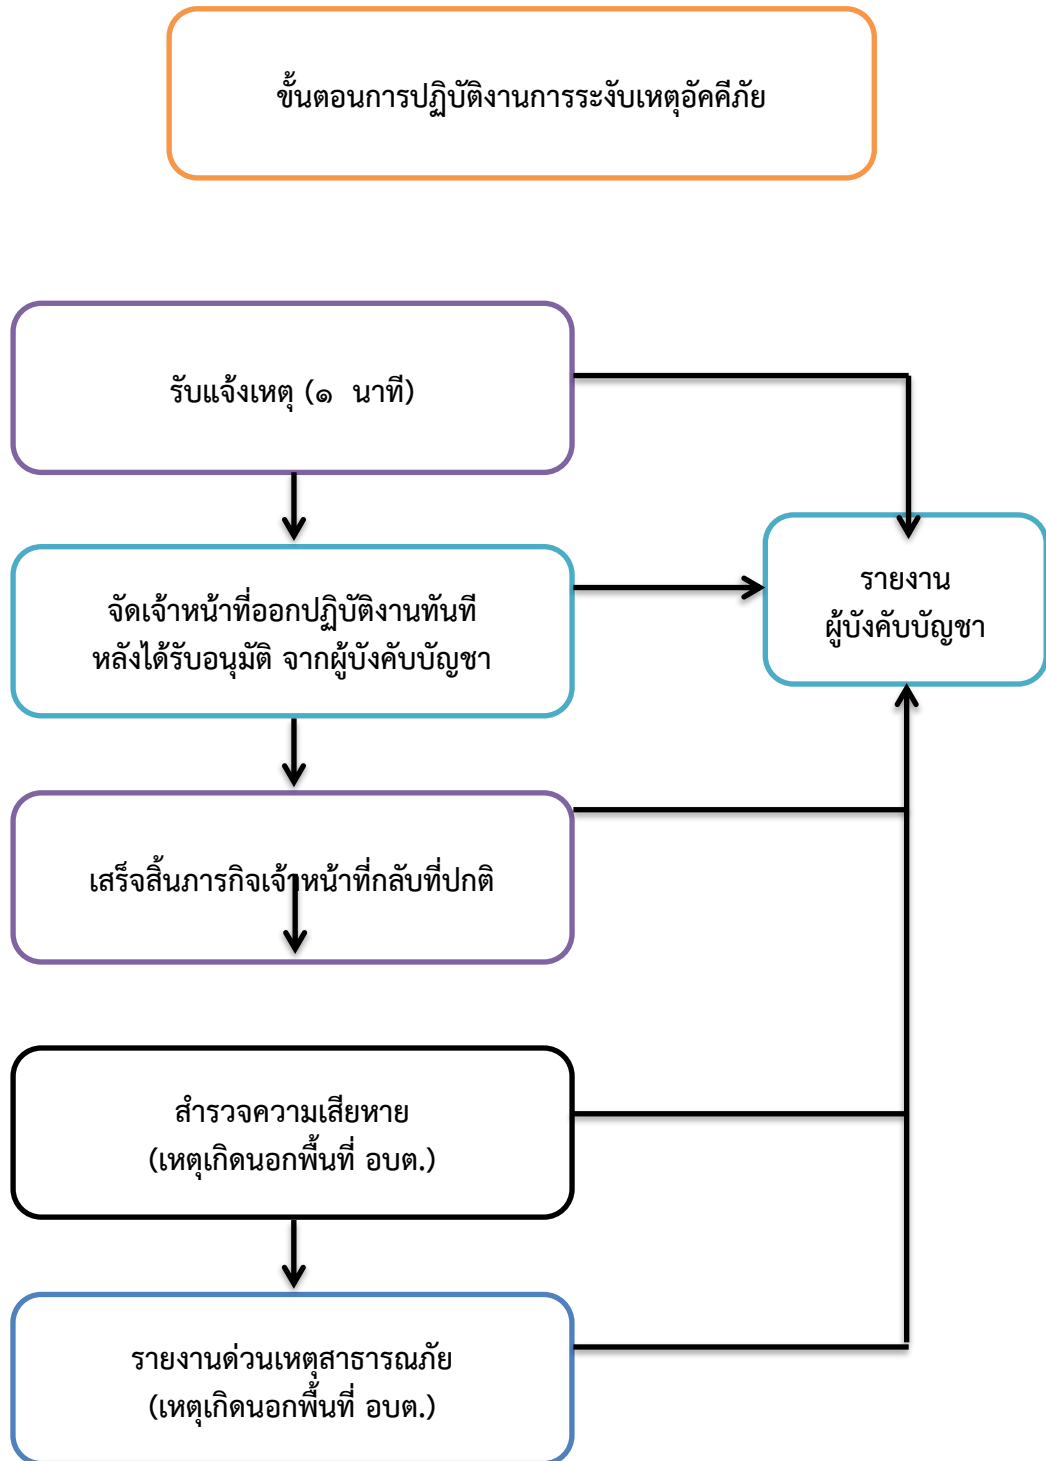 ขั้นตอนการปฏิบัติงานการระงับเหตุอัคคีภัย
รับแจ้งเหตุ (๑ นาที)
จัดเจ้าหน้าที่ออกปฏิบัติงานทันที
หลังได้รับอนุมัติ จากผู้บังคับบัญชา
รายงาน
ผู้บังคับบัญชา
เสร็จสิ้นภารกิจเจ้าหน้าที่กลับที่ปกติ
สำรวจความเสียหาย
(เหตุเกิดนอกพื้นที่ อบต.)
รายงานด่วนเหตุสาธารณภัย
(เหตุเกิดนอกพื้นที่ อบต.)